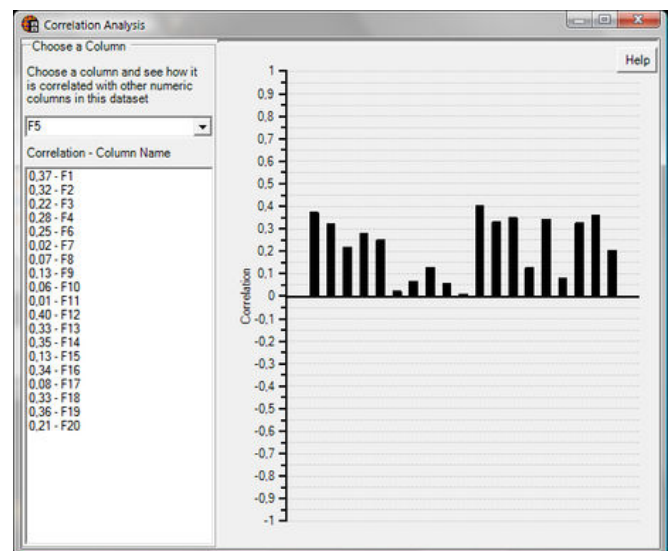 Correlation Analysis
Choose a Column
Choose a column and see how it
is correlated with other numeric
columns in this dataset
F5
Correlation - Column Name
0,37 - F1
0,32 - F2
0,22 - F3
0,28 - F4
0,25 - F6
0,02 - F7
0,07 - F8
0,13 - F9
0,06 - F10
0,01 - F11
0,40 - F12
0,33 - F13
0,35 - F14
0,13 - F15
0,34 - F16
0,08 - F17
0,33 - F18
0,36 - F19
0,21 - F20
Help
Correlation
1
0,9
0,8
0,7
0,6
0,5
0,4
0,3
0,2
0,1
0
-0,1
-0,2
-0,3
-0,4
-0,5
-0,6
-0,7
-0,8
-0,9
-1